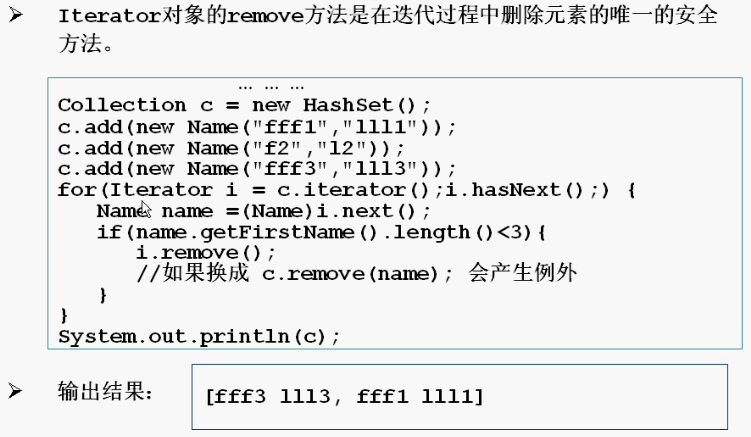 ➢ Iterator对象的remove方法是在迭代过程中删除元素的唯一的安全
方法。
... ... ...
Collection c = new HashSet();
c.add(new Name("fff1","lll1"));
c.add(new Name("f2","l2"));
c.add(new Name("fff3","lll3"));
for(Iterator i = c.iterator();i.hasNext();) {
Name name =(Name)i.next();
if(name.getFirstName().length()<3){
i.remove();
//如果换成 c.remove(name); 会产生例外
}
}
System.out.println(c);
➢ 输出结果:
[fff3 lll3, fff1 lll1]